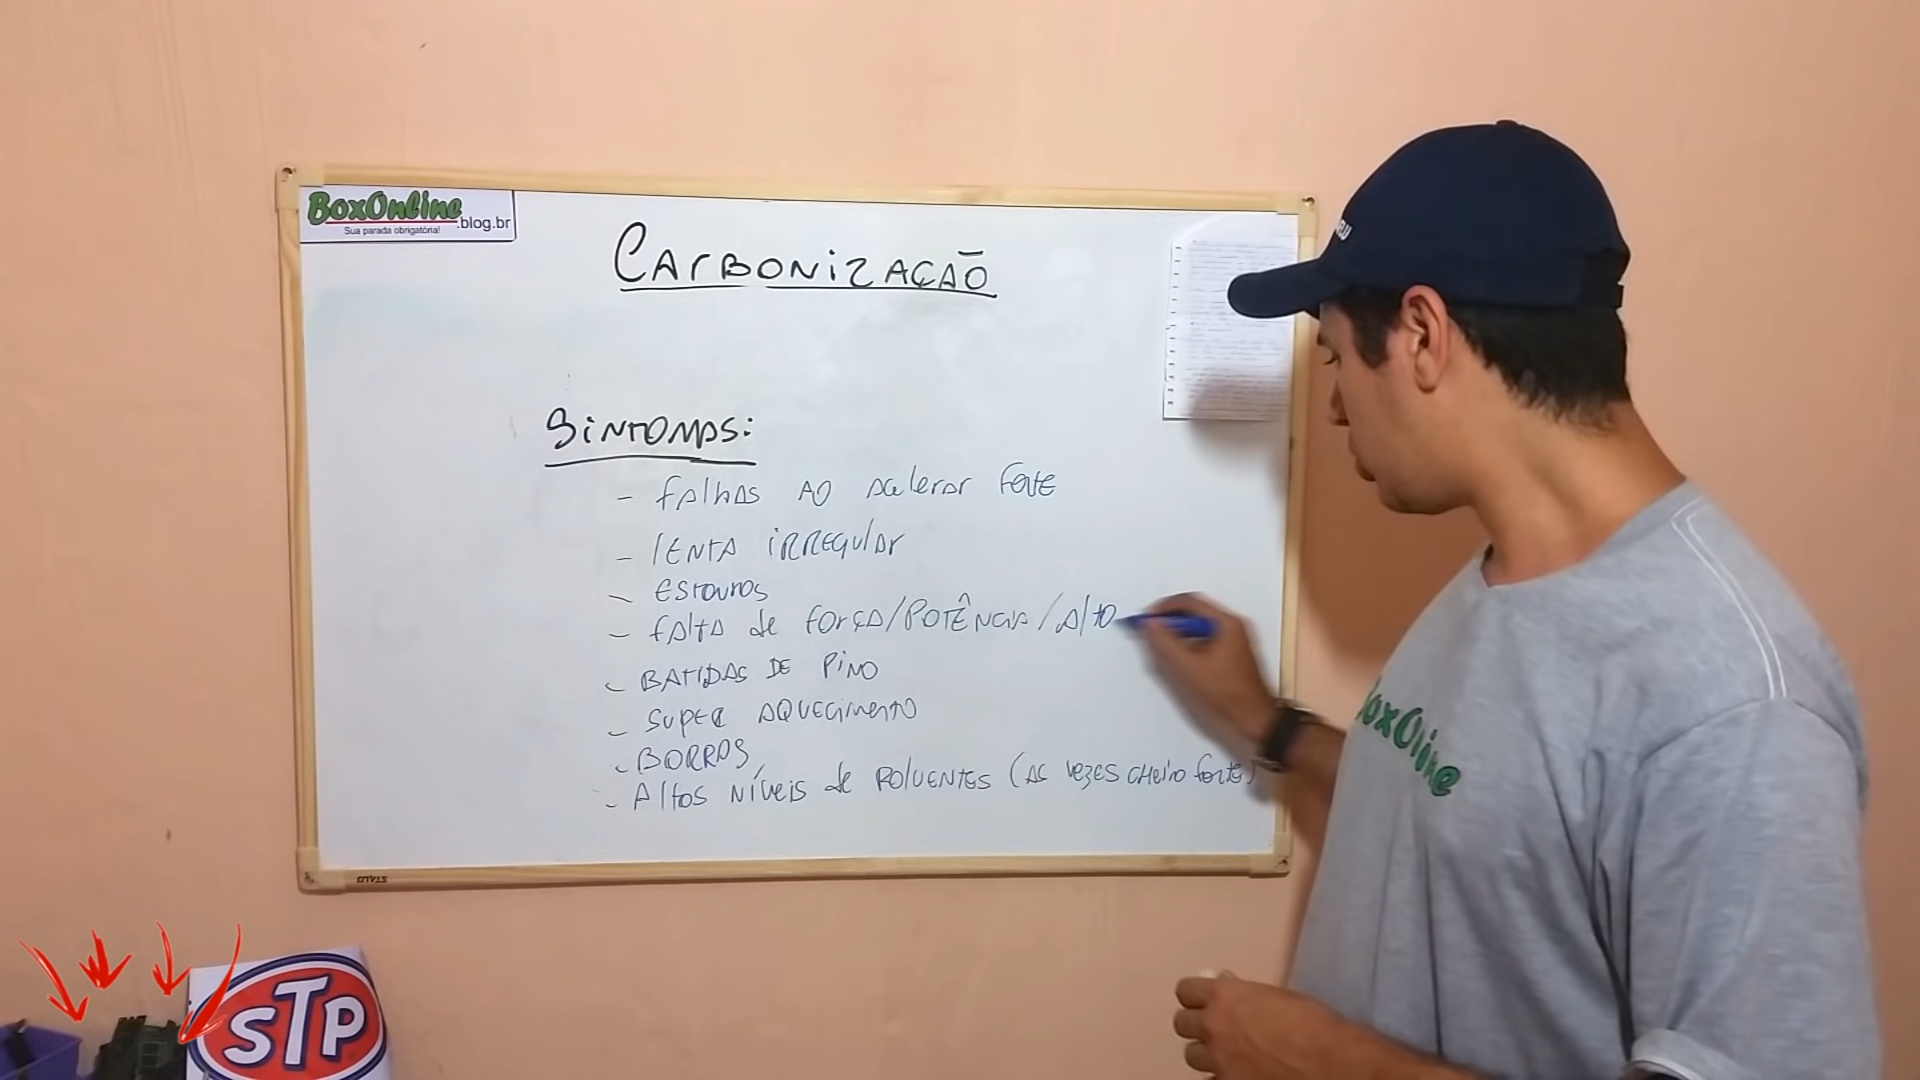 BoxOnline.blog.br
Sua parada obrigatória!
CARBONIZAÇÃO
SINTOMAS:
- FALHAS AO ACELERAR FORTE
- LENTA IRREGULAR
- ESTOUROS
- FALTA de FORÇA/POTÊNCIA/ALTO
- BATIDAS DE PINO
- SUPER AQUECIMENTO
- BORRAS
- ALTOS NÍVEIS de POLUENTES (AS VEZES CHEIRO FORTE)
BoxOnline
STALO
STP